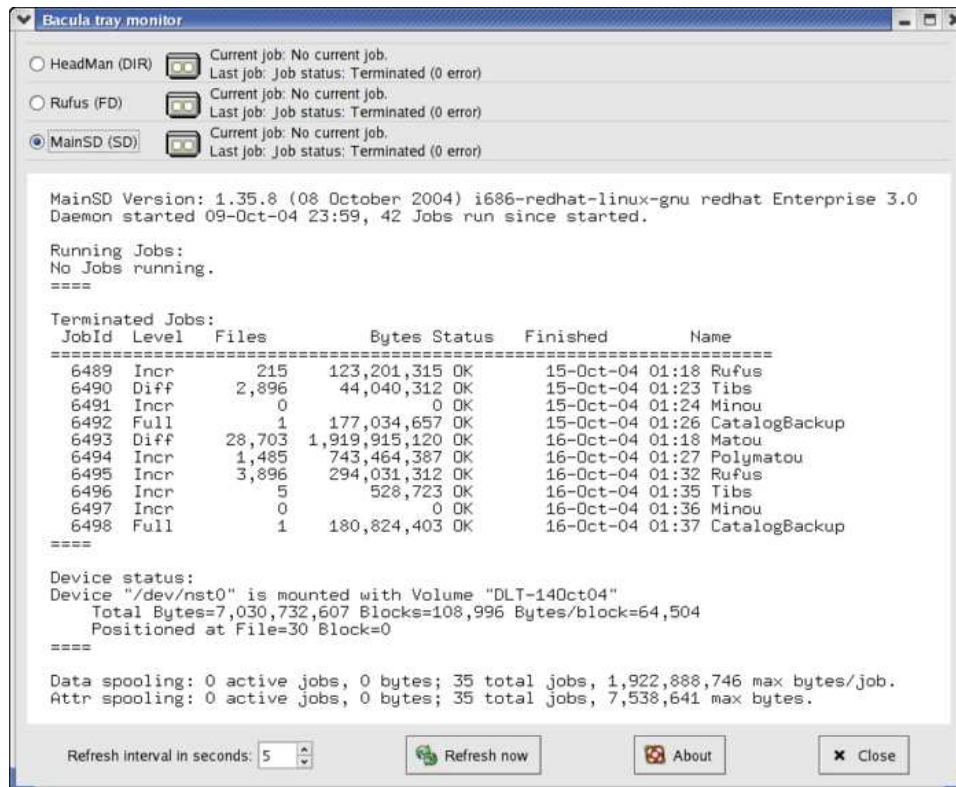 Bacula tray monitor
HeadMan (DIR)
Current job: No current job.
Last job: Job status: Terminated (0 error)
Rufus (FD)
Current job: No current job.
Last job: Job status: Terminated (0 error)
MainSD (SD)
Current job: No current job.
Last job: Job status: Terminated (0 error)
MainSD Version: 1.35.8 (08 October 2004) i686-redhat-linux-gnu redhat Enterprise 3.0
Daemon started 09-Oct-04 23:59, 42 Jobs run since started.
Running Jobs:
No Jobs running.
====
Terminated Jobs:
JobId Level Files Bytes Status Finished Name
======================================================================
6489 Incr 215 123,201,315 OK 15-Oct-04 01:18 Rufus
6490 Diff 2,896 44,040,312 OK 15-Oct-04 01:23 Tibs
6491 Incr 0 0 OK 15-Oct-04 01:24 Minou
6492 Full 1 177,034,657 OK 15-Oct-04 01:26 CatalogBackup
6493 Diff 28,703 1,919,915,120 OK 16-Oct-04 01:18 Matou
6494 Incr 1,485 743,464,387 OK 16-Oct-04 01:27 Polymatou
6495 Incr 3,896 294,031,312 OK 16-Oct-04 01:32 Rufus
6496 Incr 5 528,723 OK 16-Oct-04 01:35 Tibs
6497 Incr 0 0 OK 16-Oct-04 01:36 Minou
6498 Full 1 180,824,403 OK 16-Oct-04 01:37 CatalogBackup
====
Device status:
Device "/dev/nst0" is mounted with Volume "DLT-14Oct04"
Total Bytes=7,030,732,607 Blocks=108,996 Bytes/block=64,504
Positioned at File=30 Block=0
====
Data spooling: 0 active jobs, 0 bytes; 35 total jobs, 1,922,888,746 max bytes/job.
Attr spooling: 0 active jobs, 0 bytes; 35 total jobs, 7,538,641 max bytes.
Refresh interval in seconds: 5
Refresh now
About
Close